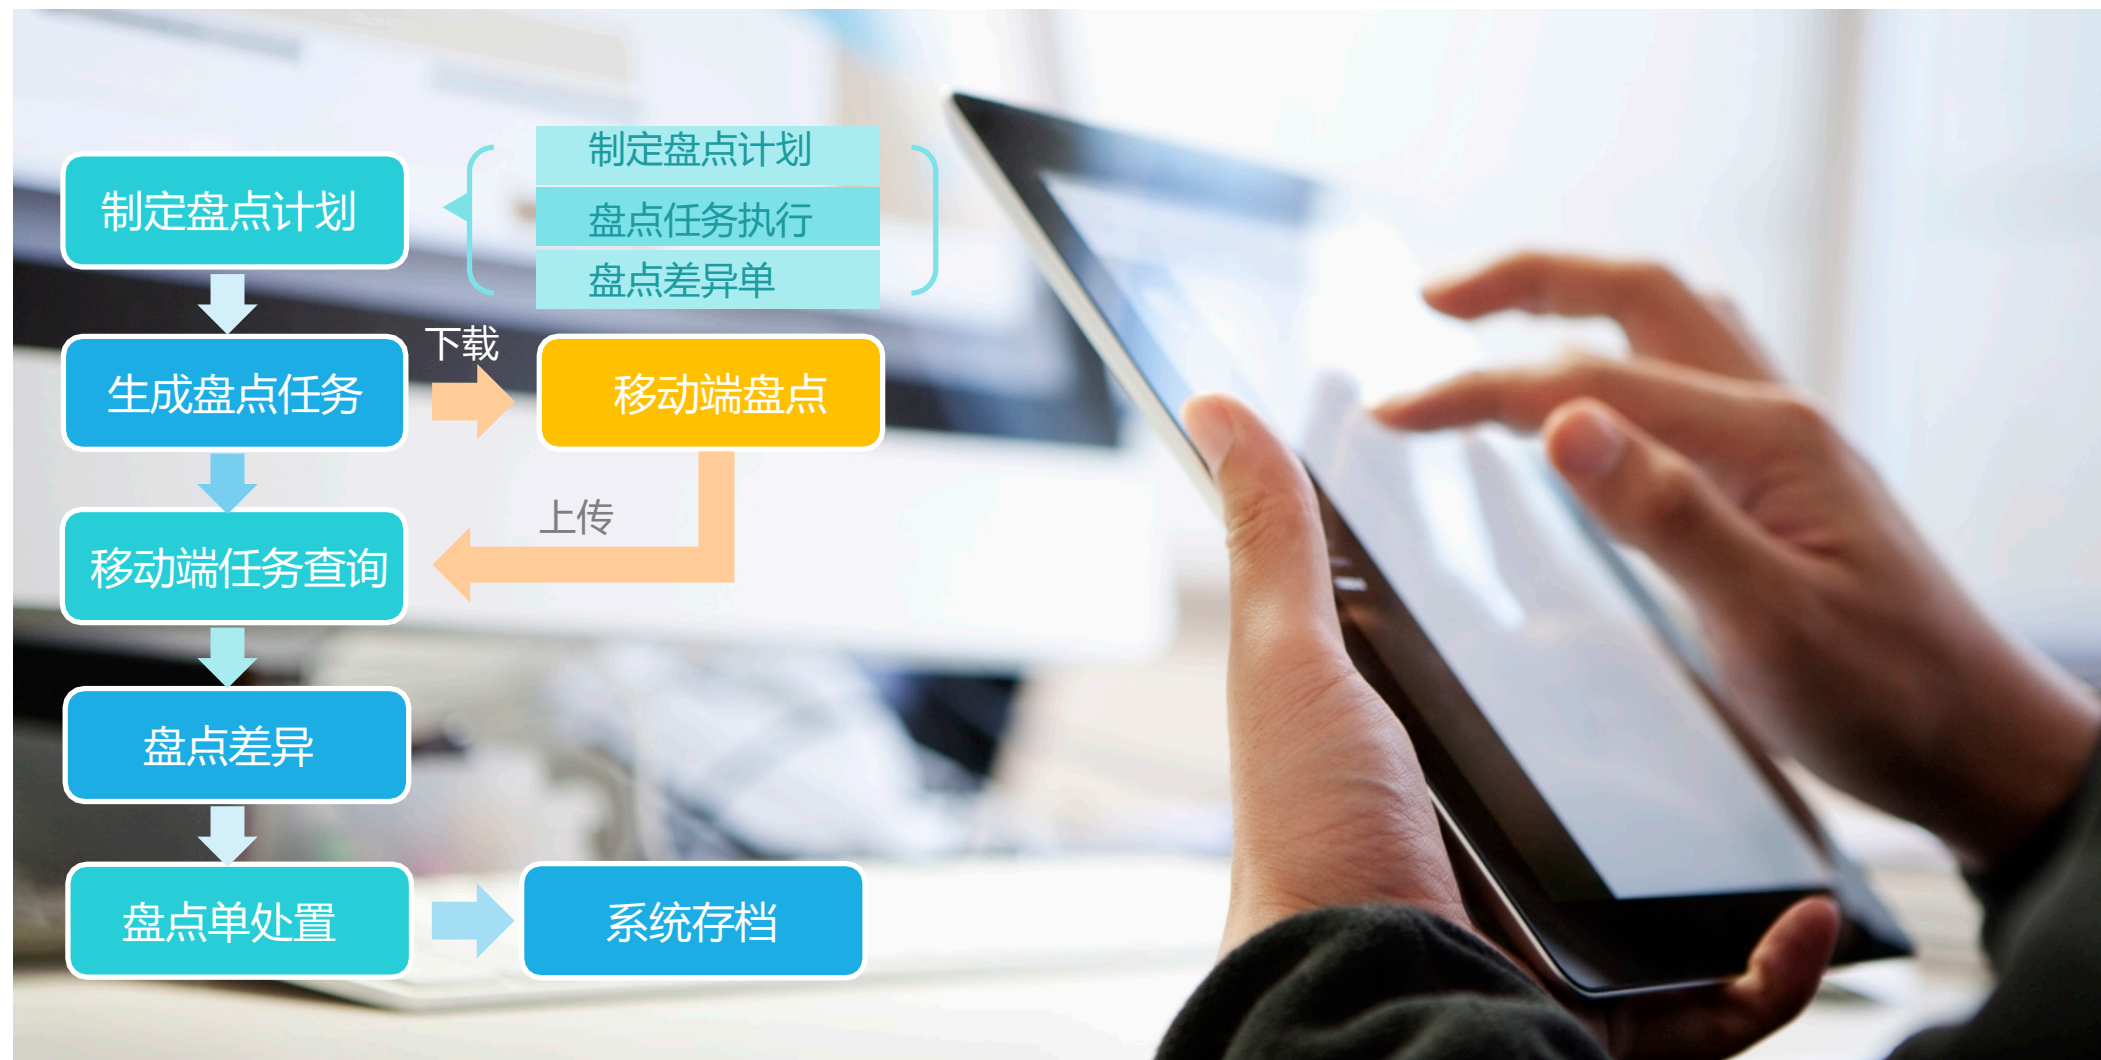 制定盘点计划
制定盘点计划
盘点任务执行
盘点差异单
生成盘点任务
下载
移动端盘点
上传
移动端任务查询
盘点差异
盘点单处置
系统存档